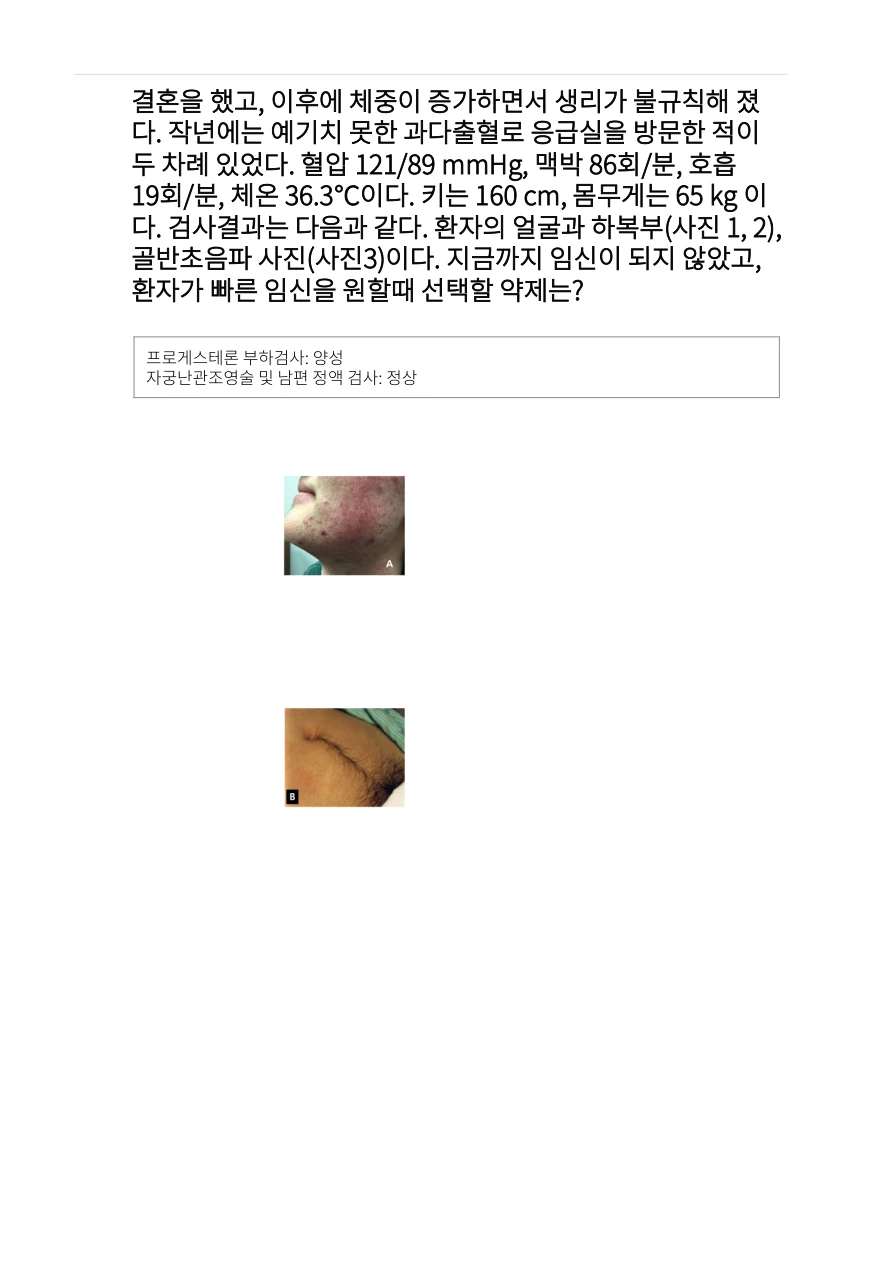 결혼을 했고, 이후에 체중이 증가하면서 생리가 불규칙해 졌
다. 작년에는 예기치 못한 과다출혈로 응급실을 방문한 적이
두 차례 있었다. 혈압 121/89 mmHg, 맥박 86회/분, 호흡
19회/분, 체온 36.3°C이다. 키는 160 cm, 몸무게는 65 kg 이
다. 검사결과는 다음과 같다. 환자의 얼굴과 하복부(사진 1, 2),
골반초음파 사진(사진3)이다. 지금까지 임신이 되지 않았고,
환자가 빠른 임신을 원할때 선택할 약제는?
프로게스테론 부하검사: 양성
자궁난관조영술 및 남편 정액 검사: 정상
A
B